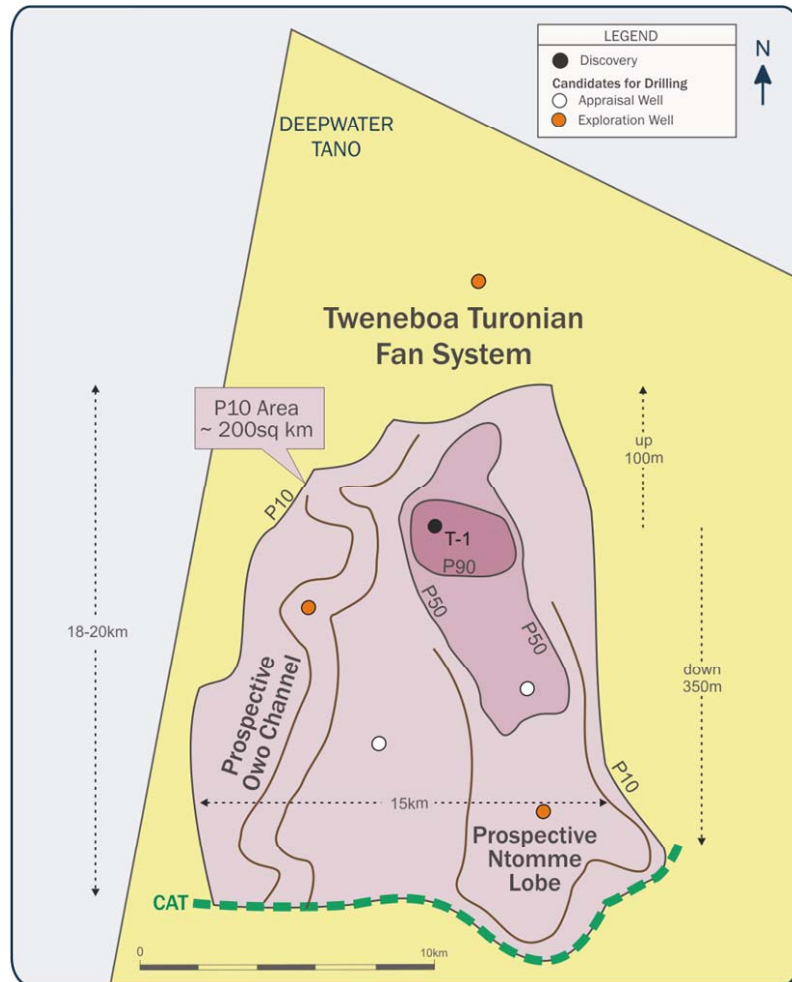 LEGEND
Discovery
Candidates for Drilling
Appraisal Well
Exploration Well
N
DEEPWATER
TANO
Tweneboa Turonian
Fan System
P10 Area
~ 200sq km
up
100m
P10
T-1
P90
P50
P50
18-20km
down
350m
Prospective
Owo Channel
P10
15km
Prospective
Ntomme
Lobe
CAT
0
10km